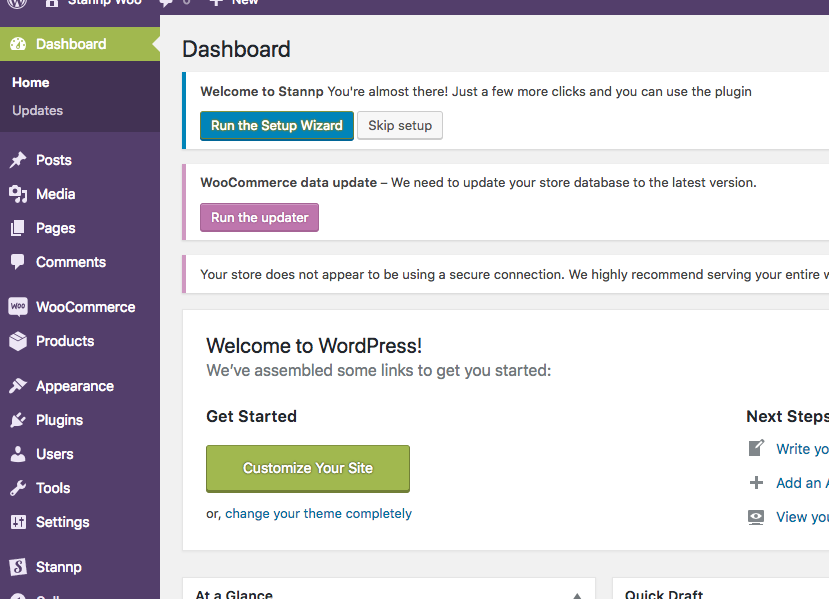 Stannp Woo 0 New
Dashboard
Home
Updates
Posts
Media
Pages
Comments
WOO WooCommerce
Products
Appearance
Plugins
Users
Tools
Settings
S Stannp
Dashboard
Welcome to Stannp You're almost there! Just a few more clicks and you can use the plugin
Run the Setup Wizard Skip setup
WooCommerce data update – We need to update your store database to the latest version.
Run the updater
Your store does not appear to be using a secure connection. We highly recommend serving your entire w
Welcome to WordPress!
We've assembled some links to get you started:
Get Started
Customize Your Site
or, change your theme completely
Next Steps
Write yo
Add an A
View you
At a Glance
Quick Draft